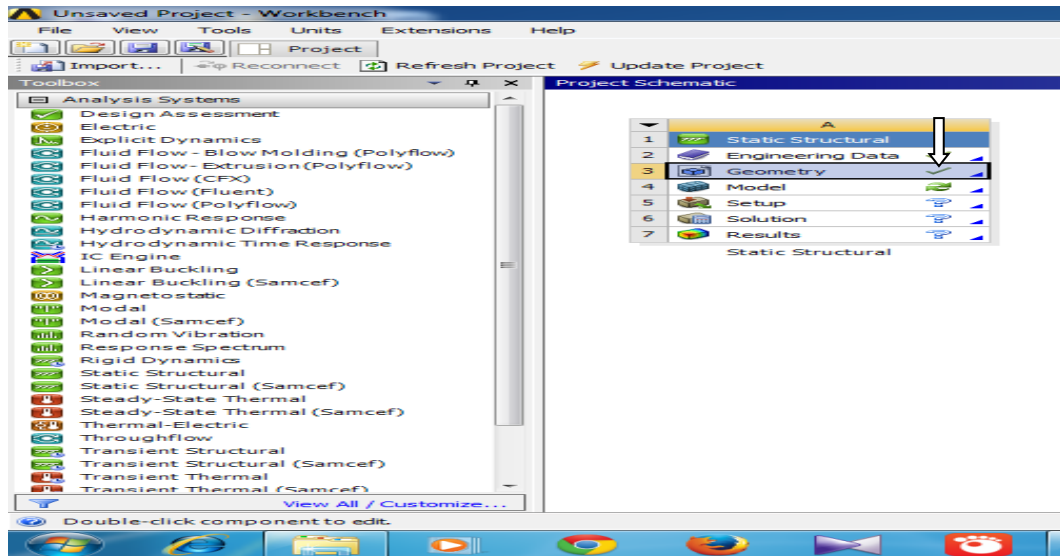 Unsaved Project - Workbench
File View Tools Units Extensions Help
Project
Import... Reconnect Refresh Project Update Project
Toolbox
Project Schematic
Analysis Systems
Design Assessment
Electric
Explicit Dynamics
Fluid Flow - Blow Molding (Polyflow)
Fluid Flow - Extrusion (Polyflow)
Fluid Flow (CFX)
Fluid Flow (Fluent)
Fluid Flow (Polyflow)
Harmonic Response
Hydrodynamic Diffraction
Hydrodynamic Time Response
IC Engine
Linear Buckling
Linear Buckling (Samcef)
Magnetostatic
Modal
Modal (Samcef)
Random Vibration
Response Spectrum
Rigid Dynamics
Static Structural
Static Structural (Samcef)
Steady-State Thermal
Steady-State Thermal (Samcef)
Thermal-Electric
Throughflow
Transient Structural
Transient Structural (Samcef)
Transient Thermal
Transient Thermal (Samcef)
View All / Customize...
A
1 Static Structural
2 Engineering Data
3 Geometry
4 Model
5 Setup
6 Solution
7 Results
Static Structural
Double-click component to edit.